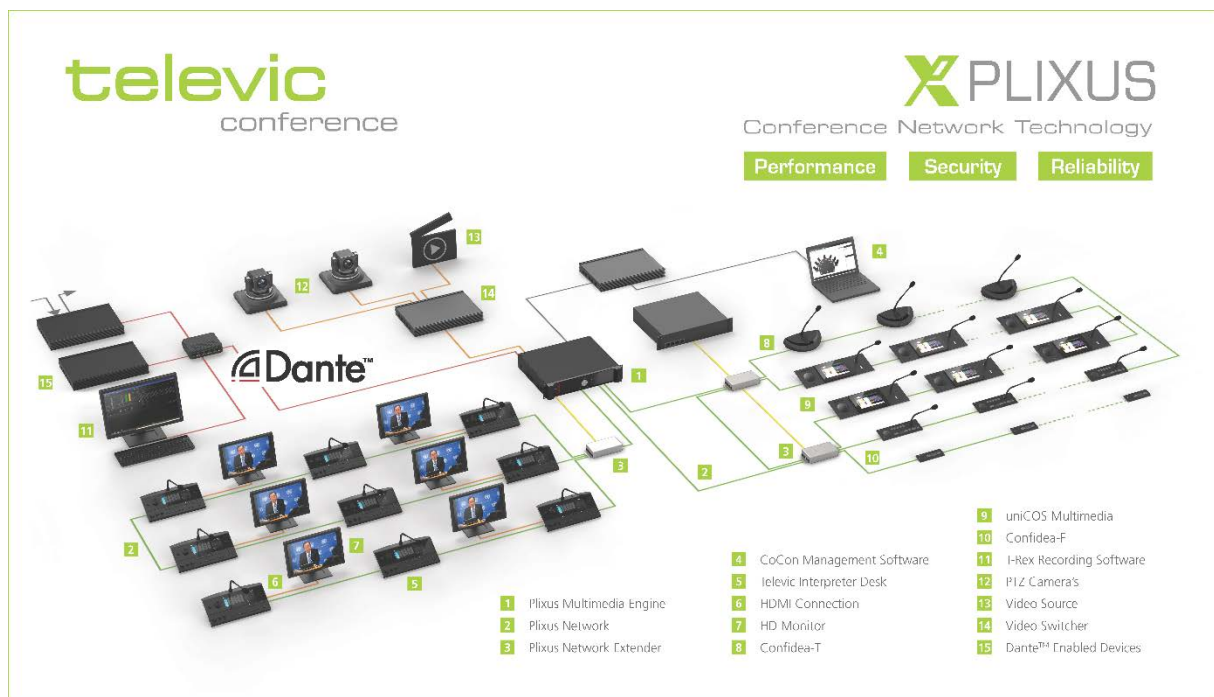 televic
conference
PLIXUS
Conference Network Technology
Performance Security Reliability
13
12
4
14
8
Dante™
1
15
9
11
3
3
10
2
2
7
6
5
1 Plixus Multimedia Engine
2 Plixus Network
3 Plixus Network Extender
4 CoCon Management Software
5 Televic Interpreter Desk
6 HDMI Connection
7 HD Monitor
8 Confidea-T
9 uniCOS Multimedia
10 Confidea-F
11 T-Rex Recording Software
12 PTZ Camera's
13 Video Source
14 Video Switcher
15 Dante™ Enabled Devices